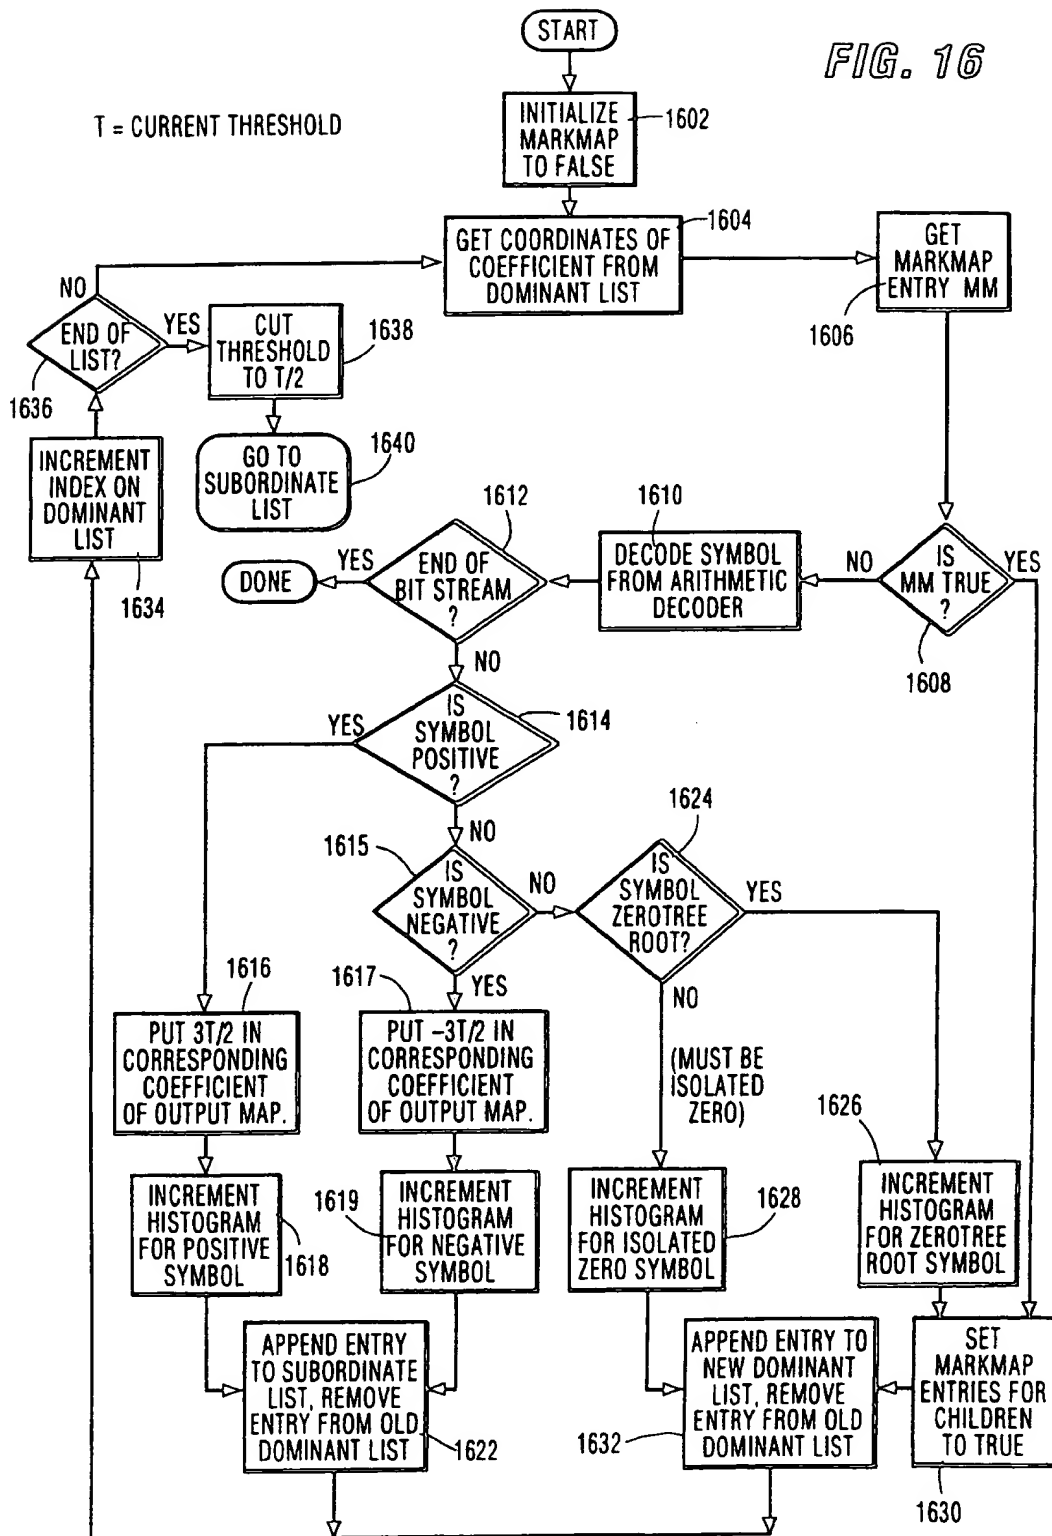 START
FIG. 16
T = CURRENT THRESHOLD
INITIALIZE
MARKMAP
TO FALSE
1602
GET COORDINATES OF
COEFFICIENT FROM
DOMINANT LIST
1604
GET
MARKMAP
ENTRY MM
1606
NO
END OF
LIST?
YES
1636
CUT
THRESHOLD
TO T/2
1638
GO TO
SUBORDINATE
LIST
1640
INCREMENT
INDEX ON
DOMINANT
LIST
1634
IS
MM TRUE
?
NO
YES
1608
1610
DECODE SYMBOL
FROM ARITHMETIC
DECODER
1612
END OF
BIT STREAM
?
YES
DONE
NO
IS
SYMBOL
POSITIVE
?
1614
YES
NO
1615
IS
SYMBOL
NEGATIVE
?
NO
YES
1624
IS
SYMBOL
ZEROTREE
ROOT?
YES
NO
(MUST BE
ISOLATED
ZERO)
1616
PUT 3T/2 IN
CORRESPONDING
COEFFICIENT
OF OUTPUT MAP.
1617
PUT –3T/2 IN
CORRESPONDING
COEFFICIENT
OF OUTPUT MAP.
INCREMENT
HISTOGRAM
FOR POSITIVE
SYMBOL
1618
1619
INCREMENT
HISTOGRAM
FOR NEGATIVE
SYMBOL
INCREMENT
HISTOGRAM
FOR ISOLATED
ZERO SYMBOL
1628
1626
INCREMENT
HISTOGRAM
FOR ZEROTREE
ROOT SYMBOL
APPEND ENTRY
TO SUBORDINATE
LIST, REMOVE
ENTRY FROM OLD
DOMINANT LIST
1622
APPEND ENTRY TO
NEW DOMINANT
LIST, REMOVE
ENTRY FROM OLD
DOMINANT LIST
1632
SET
MARKMAP
ENTRIES FOR
CHILDREN
TO TRUE
1630